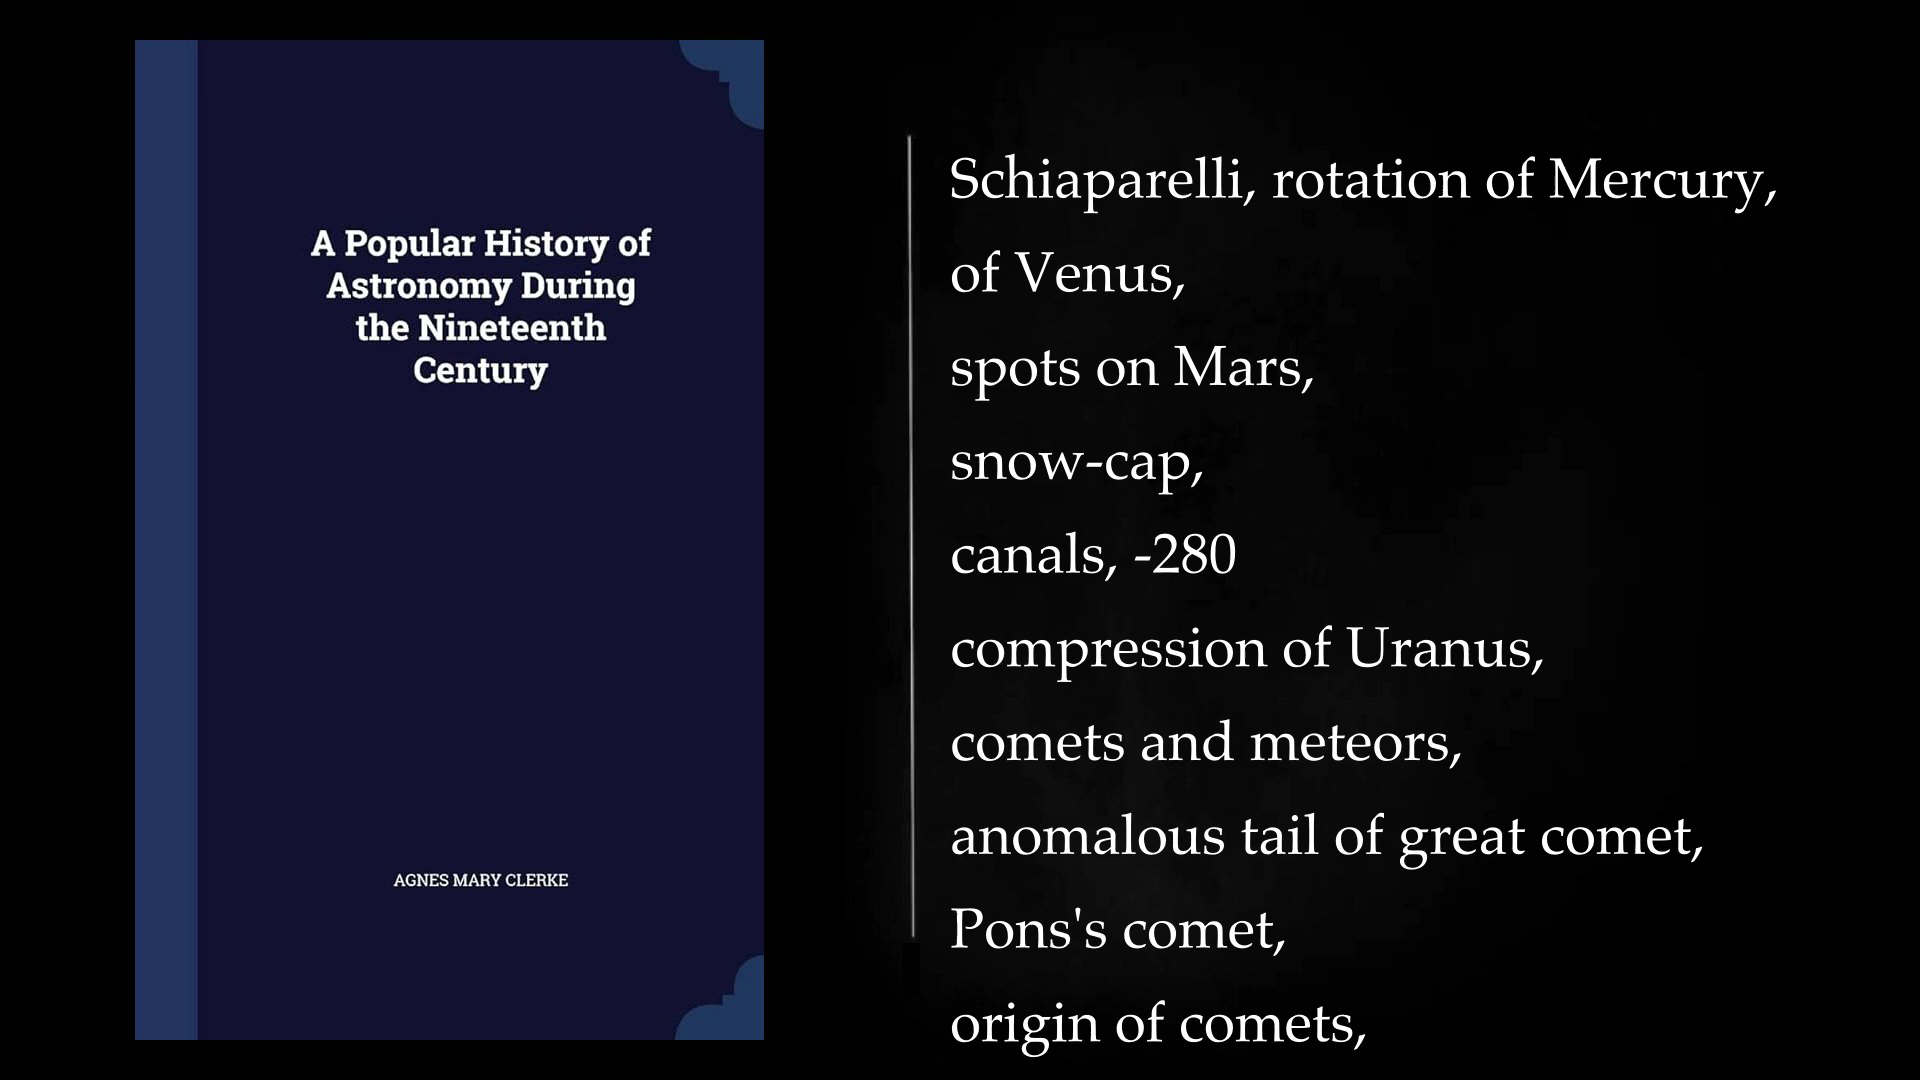 A Popular History of
Astronomy During
the Nineteenth
Century
AGNES MARY CLERKE
Schiaparelli, rotation of Mercury,
of Venus,
spots on Mars,
snow-cap,
canals, -280
compression of Uranus,
comets and meteors,
anomalous tail of great comet,
Pons's comet,
origin of comets,